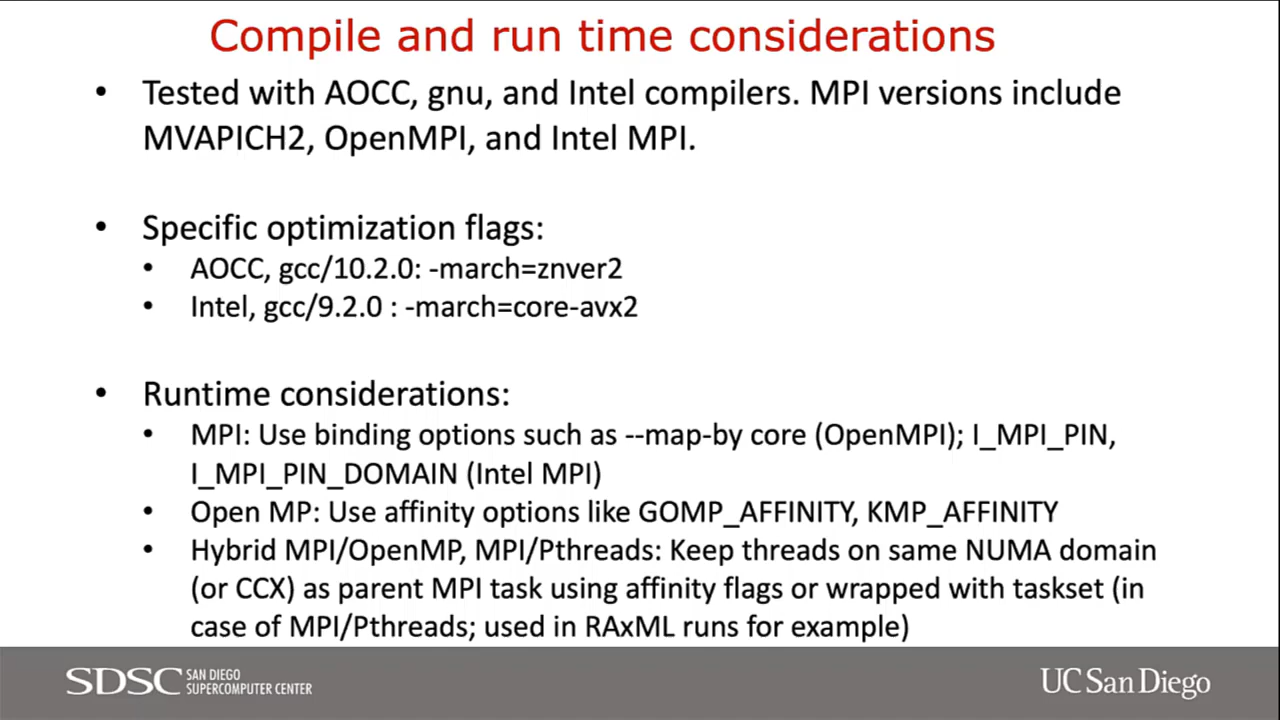 Compile and run time considerations
• Tested with AOCC, gnu, and Intel compilers. MPI versions include
MVAPICH2, OpenMPI, and Intel MPI.
• Specific optimization flags:
• AOCC, gcc/10.2.0: -march=znver2
• Intel, gcc/9.2.0 : -march=core-avx2
• Runtime considerations:
• MPI: Use binding options such as --map-by core (OpenMPI); I_MPI_PIN,
I_MPI_PIN_DOMAIN (Intel MPI)
• Open MP: Use affinity options like GOMP_AFFINITY, KMP_AFFINITY
• Hybrid MPI/OpenMP, MPI/Pthreads: Keep threads on same NUMA domain
(or CCX) as parent MPI task using affinity flags or wrapped with taskset (in
case of MPI/Pthreads; used in RAxML runs for example)
SDSC SAN DIEGO
SUPERCOMPUTER CENTER
UC San Diego